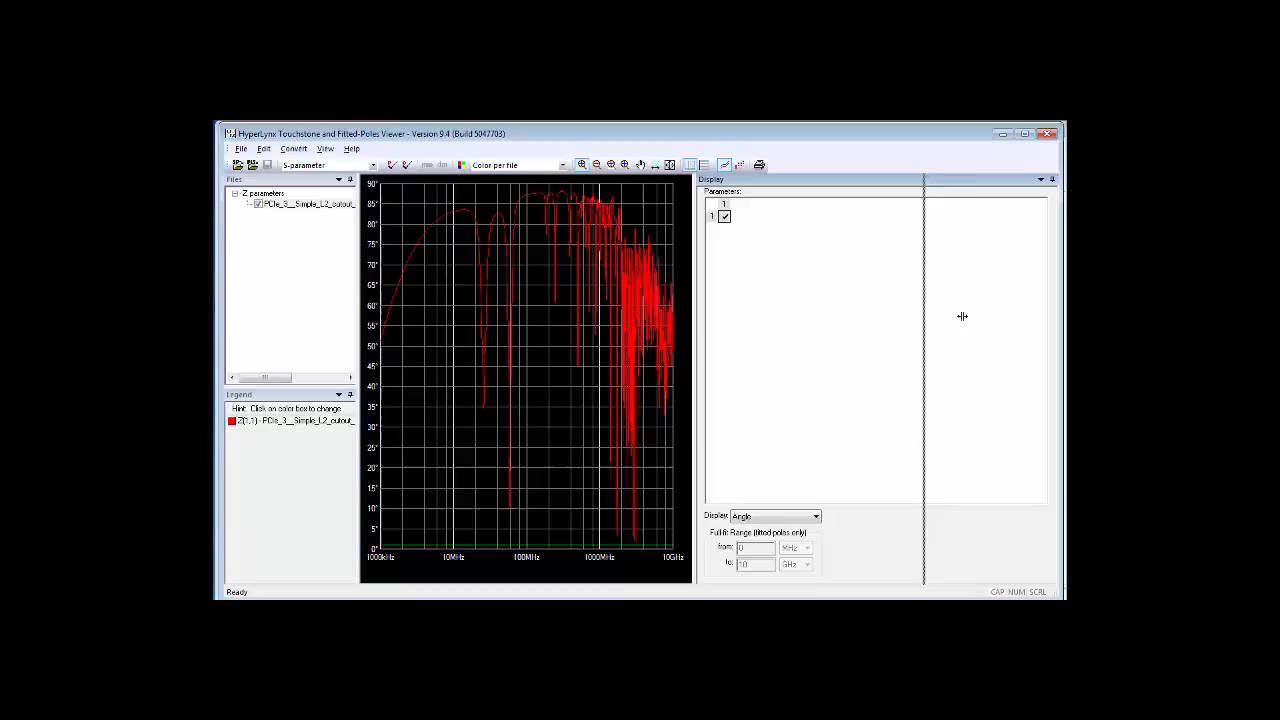 HyperLynx Touchstone and Fitted-Poles Viewer - Version 9.4 (Build 5047703)
File Edit Convert View Help
S-parameter Color per file
Files
Z parameters
PCIe_3__Simple_L2_cutout_
Legend
Hint: Click on color box to change
Z(1,1) - PCIe_3__Simple_L2_cutout_
90°
85°
80°
75°
70°
65°
60°
55°
50°
45°
40°
35°
30°
25°
20°
15°
10°
5°
0°
1000kHz 10MHz 100MHz 1000MHz 10GHz
Display
Parameters:
1
1
Display: Angle
Full-fit Range (fitted poles only)
from: 0 MHz
to: 10 GHz
Ready
CAP NUM SCRL